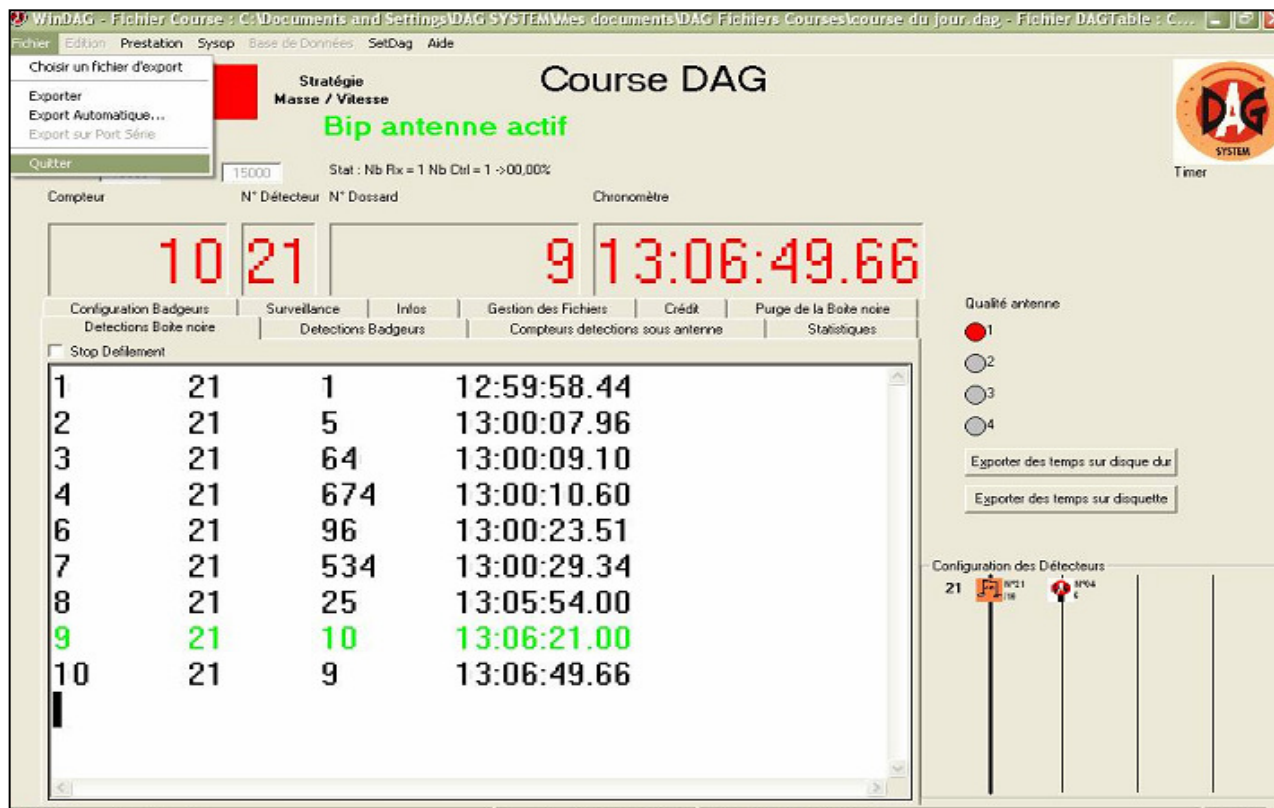 WinDAG - Fichier Course : C:\Documents and Settings\DAG SYSTEM\Mes documents\DAG Fichiers Courses\course du jour.dag - Fichier DAGTable : C...
Fichier Edition Prestation Sysop Base de Données SetDag Aide
Choisir un fichier d'export
Exporter
Export Automatique...
Export sur Port Série
Quitter
Stratégie
Masse / Vitesse
Course DAG
Bip antenne actif
DAG
SYSTEM
Timer
15000
Stat : Nb Rx = 1 Nb Ctrl = 1 ->00,00%
Compteur N° Détecteur N° Dossard Chronomètre
10 21 9 13:06:49.66
Configuration Badgeurs Surveillance Infos Gestion des Fichiers Crédit Purge de la Boite noire
Detections Boite noire Detections Badgeurs Compteurs detections sous antenne Statistiques
Stop Defilement
1 21 1 12:59:58.44
2 21 5 13:00:07.96
3 21 64 13:00:09.10
4 21 674 13:00:10.60
6 21 96 13:00:23.51
7 21 534 13:00:29.34
8 21 25 13:05:54.00
9 21 10 13:06:21.00
10 21 9 13:06:49.66
Qualité antenne
1
2
3
4
Exporter des temps sur disque dur
Exporter des temps sur disquette
Configuration des Détecteurs
21 N°21 N°04